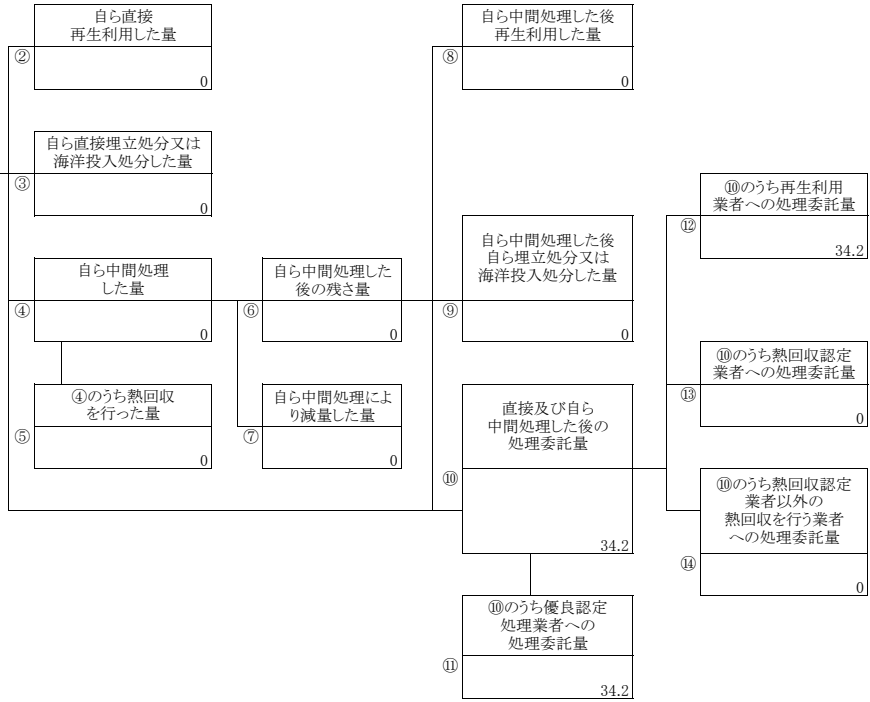 自ら直接
再生利用した量
②
0
自ら直接埋立処分又は
海洋投入処分した量
③
0
自ら中間処理
した量
④
0
④のうち熱回収
を行った量
⑤
0
自ら中間処理した
後の残さ量
⑥
0
自ら中間処理によ
り減量した量
⑦
0
自ら中間処理した後
再生利用した量
⑧
0
自ら中間処理した後
自ら埋立処分又は
海洋投入処分した量
⑨
0
直接及び自ら
中間処理した後の
処理委託量
⑩
34.2
⑩のうち優良認定
処理業者への
処理委託量
⑪
34.2
⑩のうち再生利用
業者への処理委託量
⑫
34.2
⑩のうち熱回収認定
業者への処理委託量
⑬
0
⑩のうち熱回収認定
業者以外の
熱回収を行う業者
への処理委託量
⑭
0